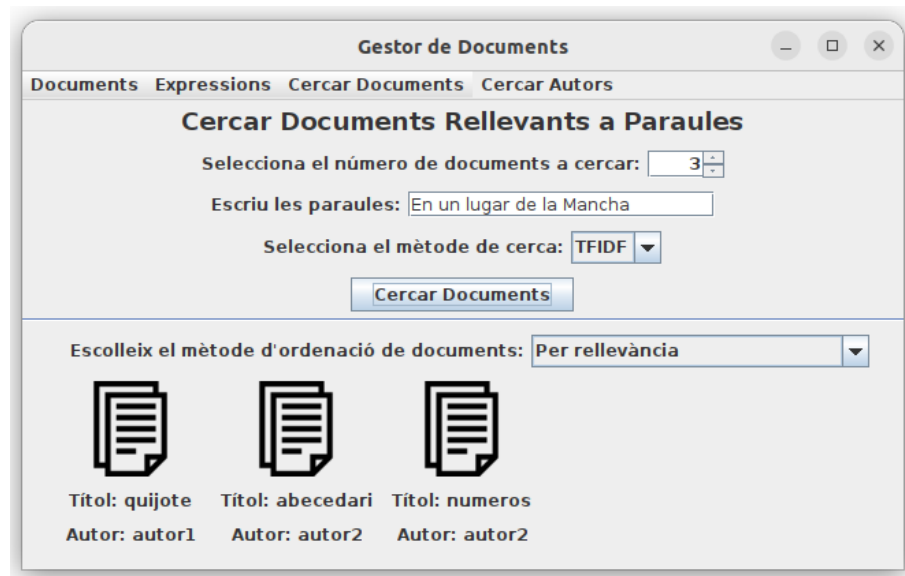 Gestor de Documents
Documents Expressions Cercar Documents Cercar Autors
Cercar Documents Rellevants a Paraules
Selecciona el número de documents a cercar: 3
Escriu les paraules: En un lugar de la Mancha
Selecciona el mètode de cerca: TFIDF
Cercar Documents
Escolleix el mètode d'ordenació de documents: Per rellevància
Títol: quijote Títol: abecedari Títol: numeros
Autor: autor1 Autor: autor2 Autor: autor2